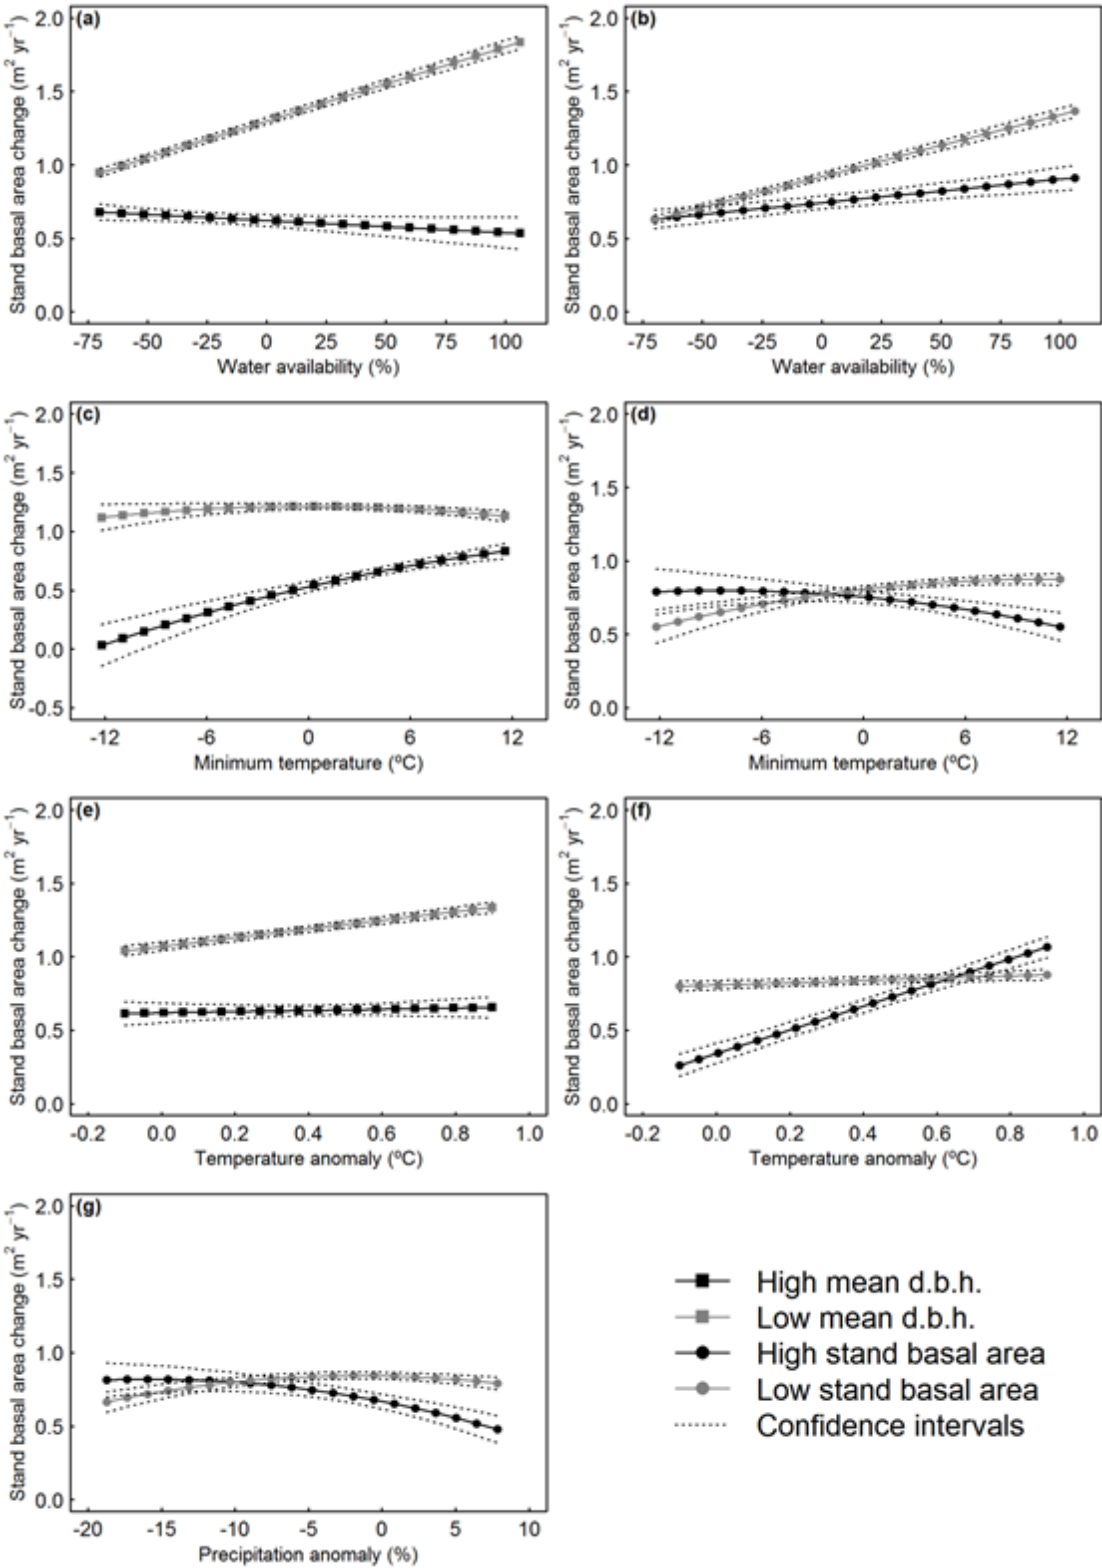 (a)
Stand basal area change (m² yr⁻¹)
2.0
1.5
1.0
0.5
0.0
-75 -50 -25 0 25 50 75 100
Water availability (%)
(b)
Stand basal area change (m² yr⁻¹)
2.0
1.5
1.0
0.5
0.0
-75 -50 -25 0 25 50 75 100
Water availability (%)
(c)
Stand basal area change (m² yr⁻¹)
2.0
1.5
1.0
0.5
0.0
-0.5
-12 -6 0 6 12
Minimum temperature (ºC)
(d)
Stand basal area change (m² yr⁻¹)
2.0
1.5
1.0
0.5
0.0
-12 -6 0 6 12
Minimum temperature (ºC)
(e)
Stand basal area change (m² yr⁻¹)
2.0
1.5
1.0
0.5
0.0
-0.2 0.0 0.2 0.4 0.6 0.8 1.0
Temperature anomaly (ºC)
(f)
Stand basal area change (m² yr⁻¹)
2.0
1.5
1.0
0.5
0.0
-0.2 0.0 0.2 0.4 0.6 0.8 1.0
Temperature anomaly (ºC)
(g)
Stand basal area change (m² yr⁻¹)
2.0
1.5
1.0
0.5
0.0
-20 -15 -10 -5 0 5 10
Precipitation anomaly (%)
High mean d.b.h.
Low mean d.b.h.
High stand basal area
Low stand basal area
Confidence intervals